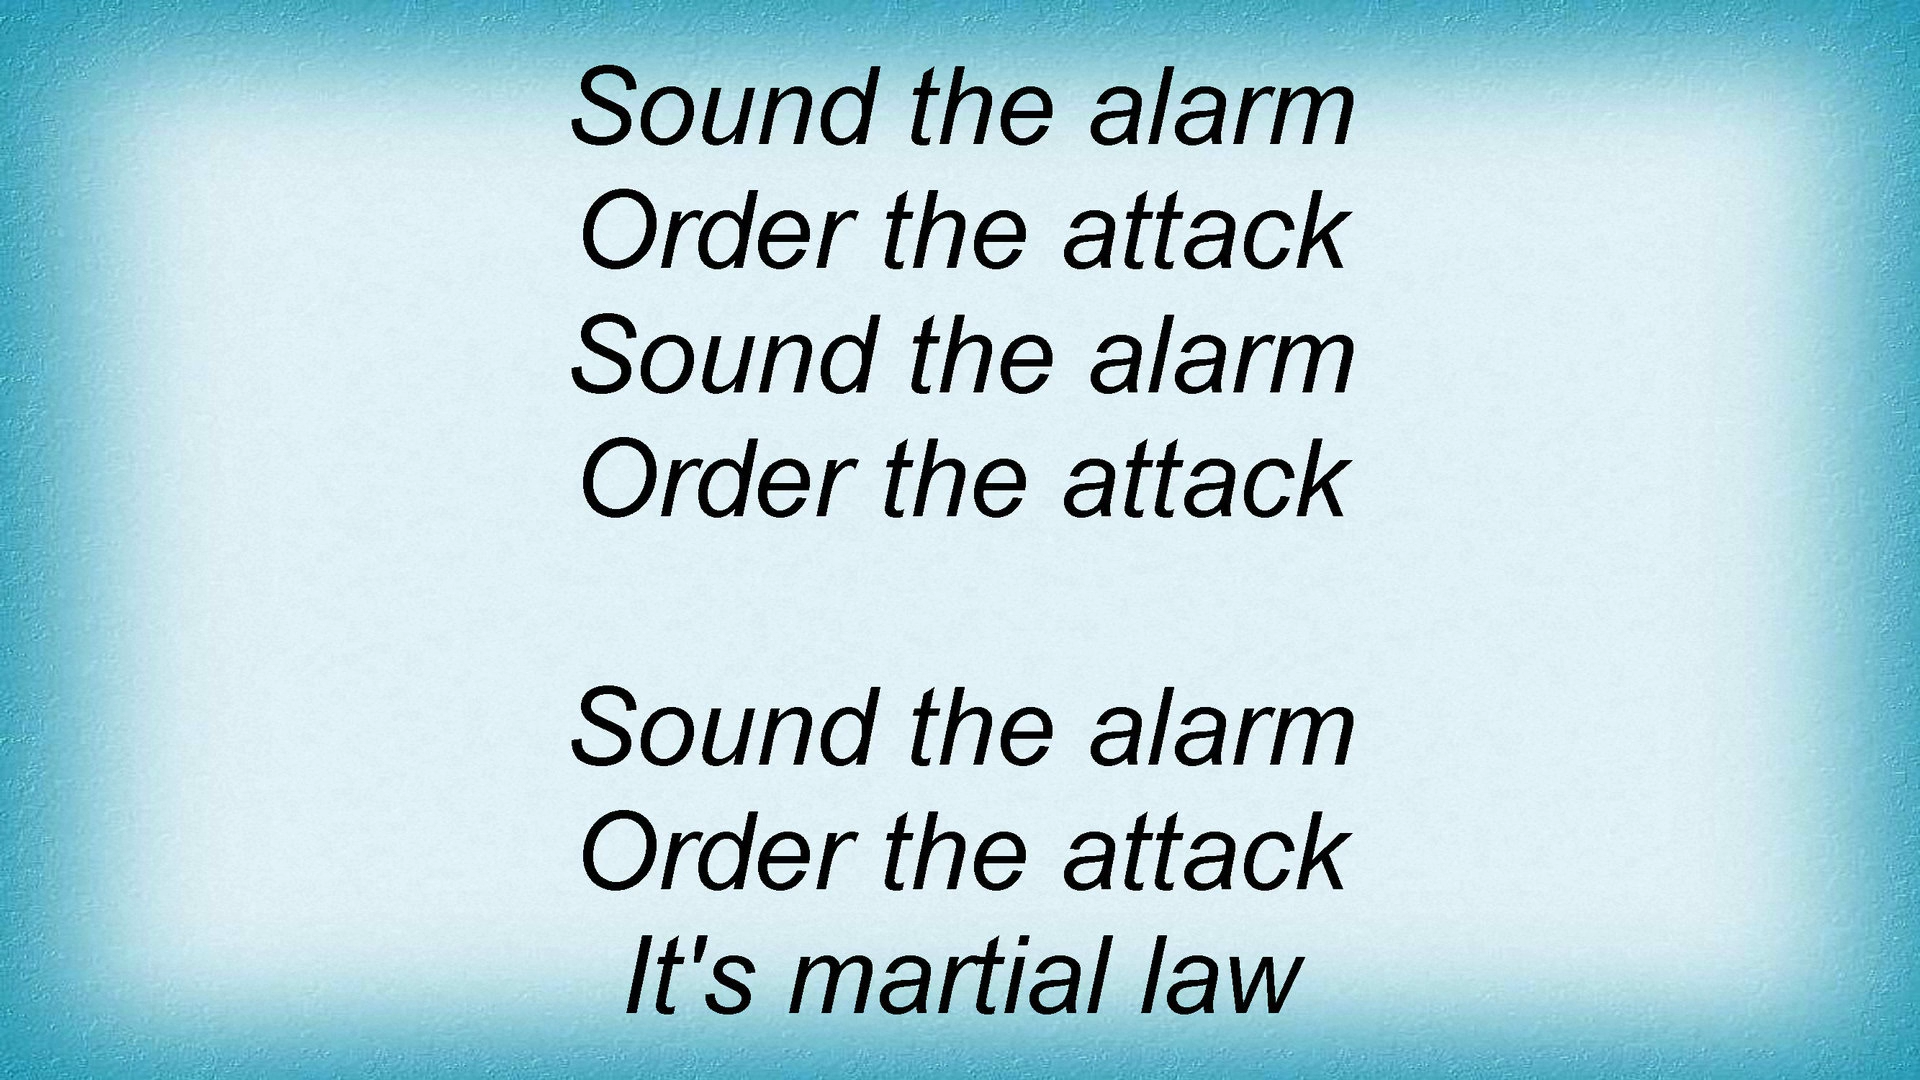 Sound the alarm
Order the attack
Sound the alarm
Order the attack
Sound the alarm
Order the attack
It's martial law